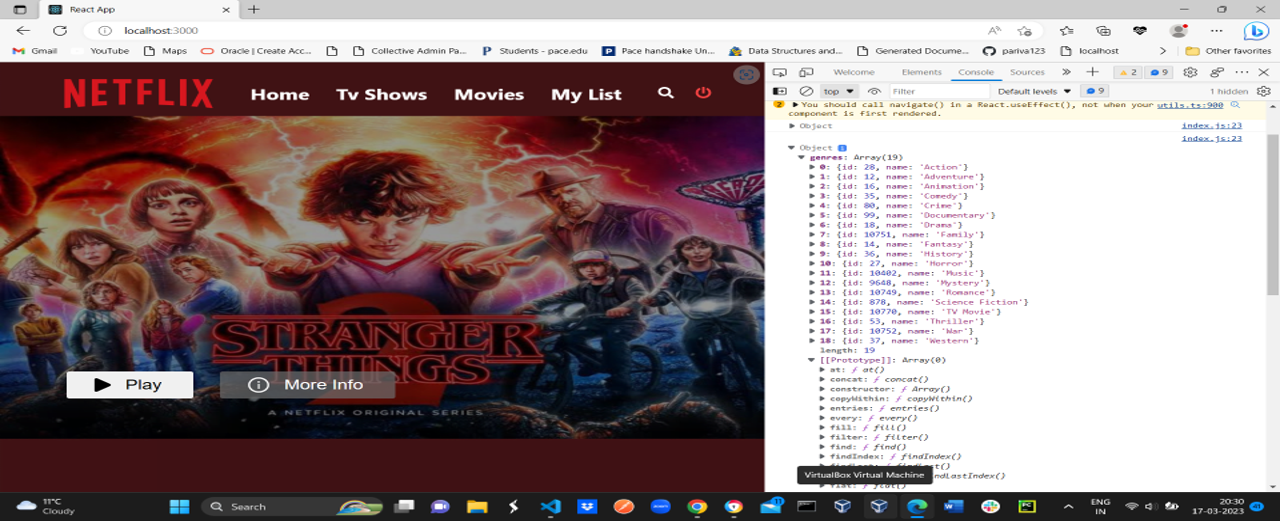 React App
localhost:3000
Gmail YouTube Maps Oracle | Create Acc... Collective Admin Pa... Students - pace.edu Pace handshake Un... Data Structures and... Generated Docume... pariva123 localhost Other favorites
NETFLIX Home Tv Shows Movies My List
STRANGER
THINGS
2
Play More Info
A NETFLIX ORIGINAL SERIES
Welcome Elements Console Sources 2 9
top Filter Default levels 9 1 hidden
2 You should call navigate() in a React.useEffect(), not when your utils.ts:900
component is first rendered.
Object index.js:23
index.js:23
Object i
genres: Array(19)
0: {id: 28, name: 'Action'}
1: {id: 12, name: 'Adventure'}
2: {id: 16, name: 'Animation'}
3: {id: 35, name: 'Comedy'}
4: {id: 80, name: 'Crime'}
5: {id: 99, name: 'Documentary'}
6: {id: 18, name: 'Drama'}
7: {id: 10751, name: 'Family'}
8: {id: 14, name: 'Fantasy'}
9: {id: 36, name: 'History'}
10: {id: 27, name: 'Horror'}
11: {id: 10402, name: 'Music'}
12: {id: 9648, name: 'Mystery'}
13: {id: 10749, name: 'Romance'}
14: {id: 878, name: 'Science Fiction'}
15: {id: 10770, name: 'TV Movie'}
16: {id: 53, name: 'Thriller'}
17: {id: 10752, name: 'War'}
18: {id: 37, name: 'Western'}
length: 19
[[Prototype]]: Array(0)
at: ƒ at()
concat: ƒ concat()
constructor: ƒ Array()
copyWithin: ƒ copyWithin()
entries: ƒ entries()
every: ƒ every()
fill: ƒ fill()
filter: ƒ filter()
find: ƒ find()
findIndex: ƒ findIndex()
VirtualBox Virtual Machine
11°C
Cloudy
Search
zoom
11
PC
ENG
IN
20:30
17-03-2023